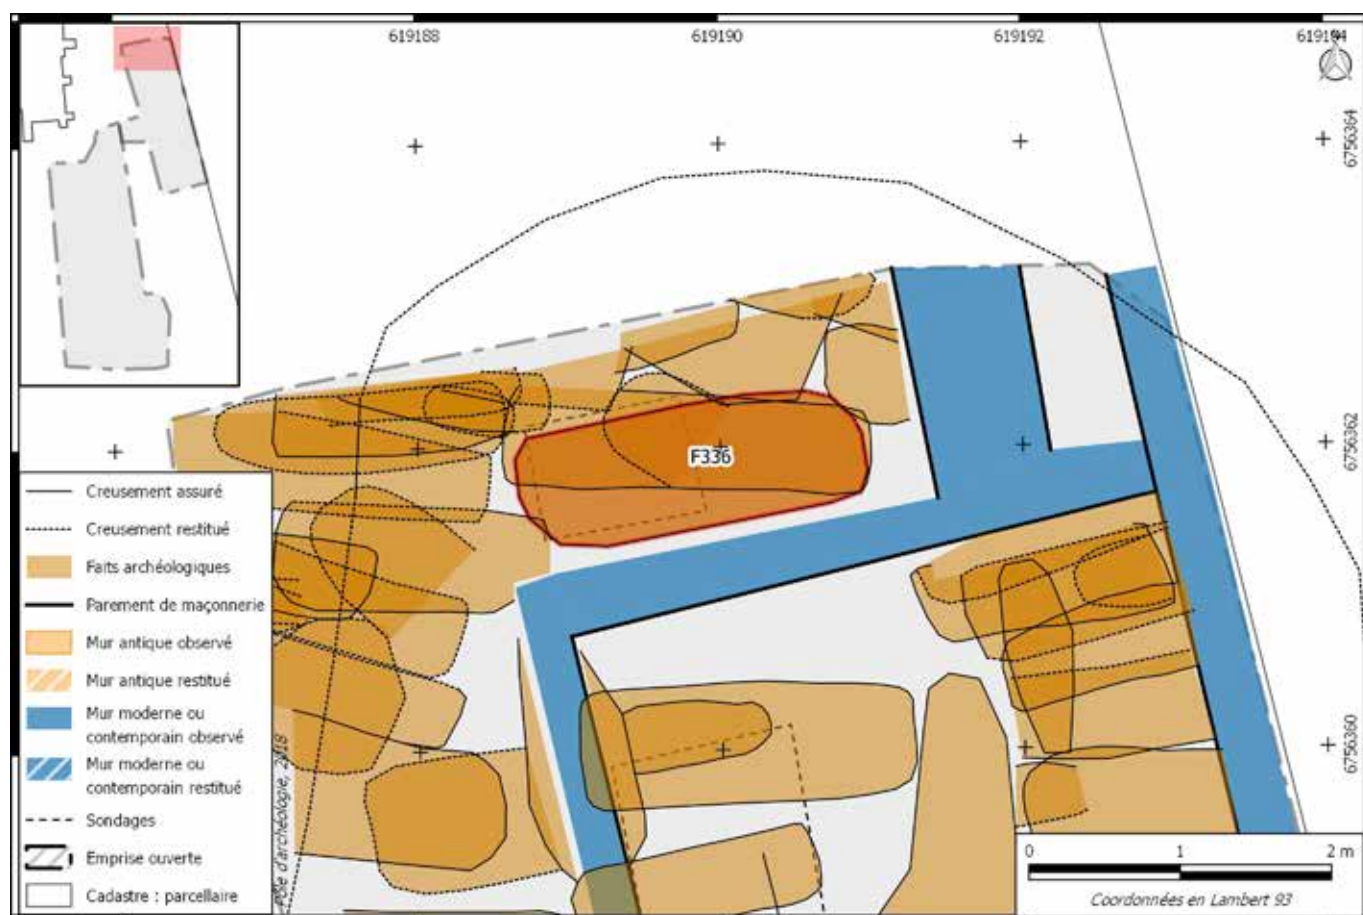 619188
619190
619192
619194
6756364
6756362
6756360
F336
Creusement assuré
Creusement restitué
Faits archéologiques
Parement de maçonnerie
Mur antique observé
Mur antique restitué
Mur moderne ou
contemporain observé
Mur moderne ou
contemporain restitué
Sondages
Emprise ouverte
Cadastre : parcellaire
Pôle d'archéologie, 2018
0 1 2 m
Coordonnées en Lambert 93